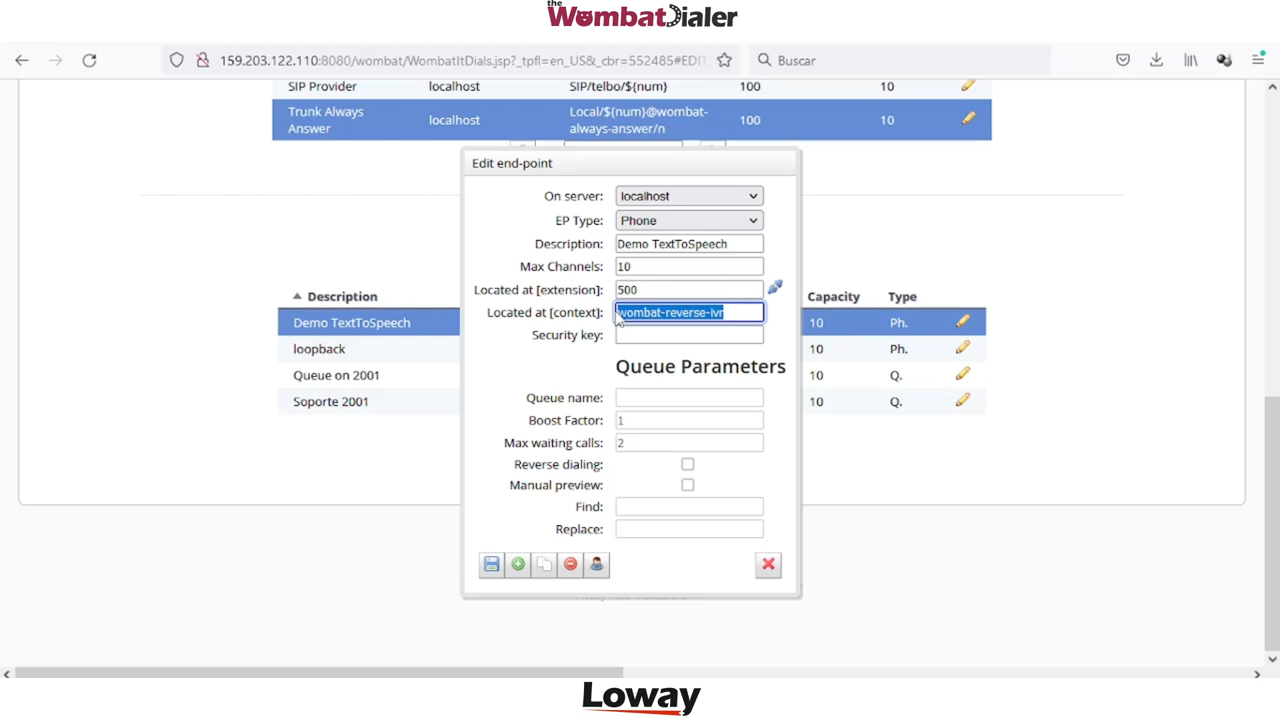 the
WombatDialer
159.203.122.110:8080/wombat/WombatItDials.jsp?_tpfl=en_US&_cbr=552485#EDIT
Buscar
SIP Provider localhost SIP/telbo/${num} 100 10
Trunk Always Answer localhost Local/${num}@wombat-always-answer/n 100 10
Edit end-point
On server: localhost
EP Type: Phone
Description: Demo TextToSpeech
Max Channels: 10
Located at [extension]: 500
Located at [context]: wombat-reverse-ivr
Security key:
Queue Parameters
Queue name:
Boost Factor: 1
Max waiting calls: 2
Reverse dialing:
Manual preview:
Find:
Replace:
Description Capacity Type
Demo TextToSpeech 10 Ph.
loopback 10 Ph.
Queue on 2001 10 Q.
Soporte 2001 10 Q.
Loway